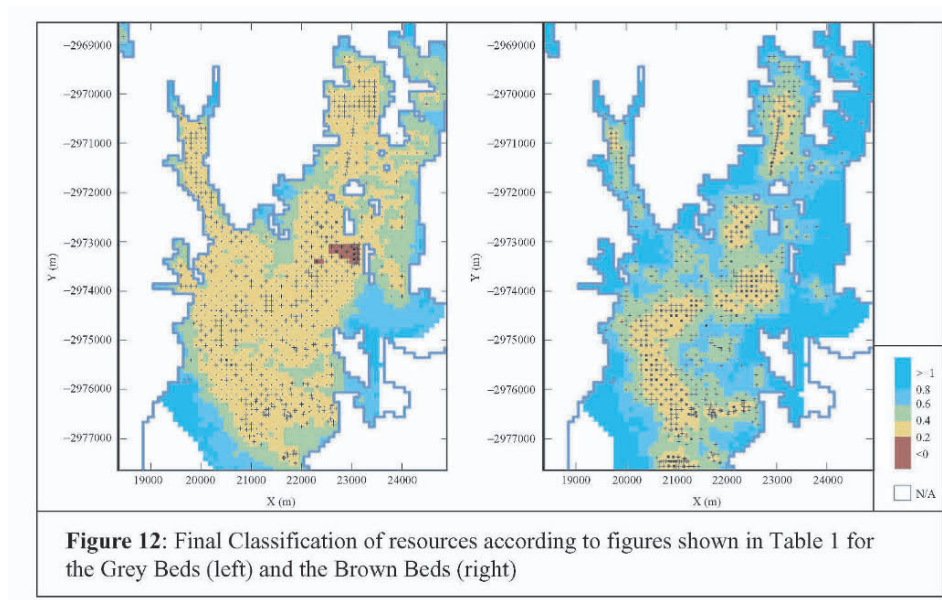 −2969000
−2970000
−2971000
−2972000
−2973000
−2974000
−2975000
−2976000
−2977000
Y (m)
19000 20000 21000 22000 23000 24000
X (m)
−2969000
−2970000
−2971000
−2972000
−2973000
−2974000
−2975000
−2976000
−2977000
Y (m)
19000 20000 21000 22000 23000 24000
X (m)
>=1
0.8
0.6
0.4
0.2
<0
N/A
Figure 12: Final Classification of resources according to figures shown in Table 1 for
the Grey Beds (left) and the Brown Beds (right)